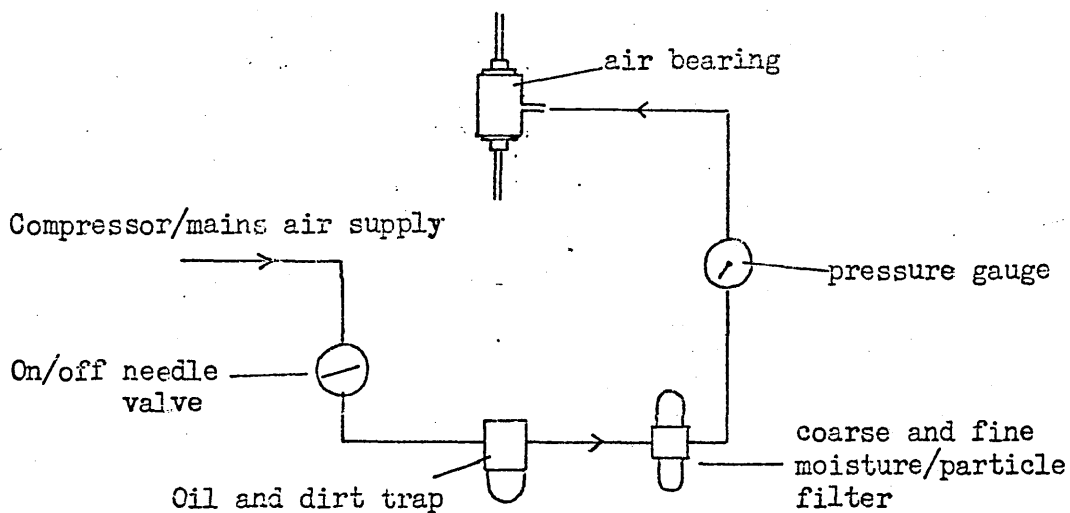 air bearing
Compressor/mains air supply
pressure gauge
On/off needle
valve
coarse and fine
moisture/particle
filter
Oil and dirt trap